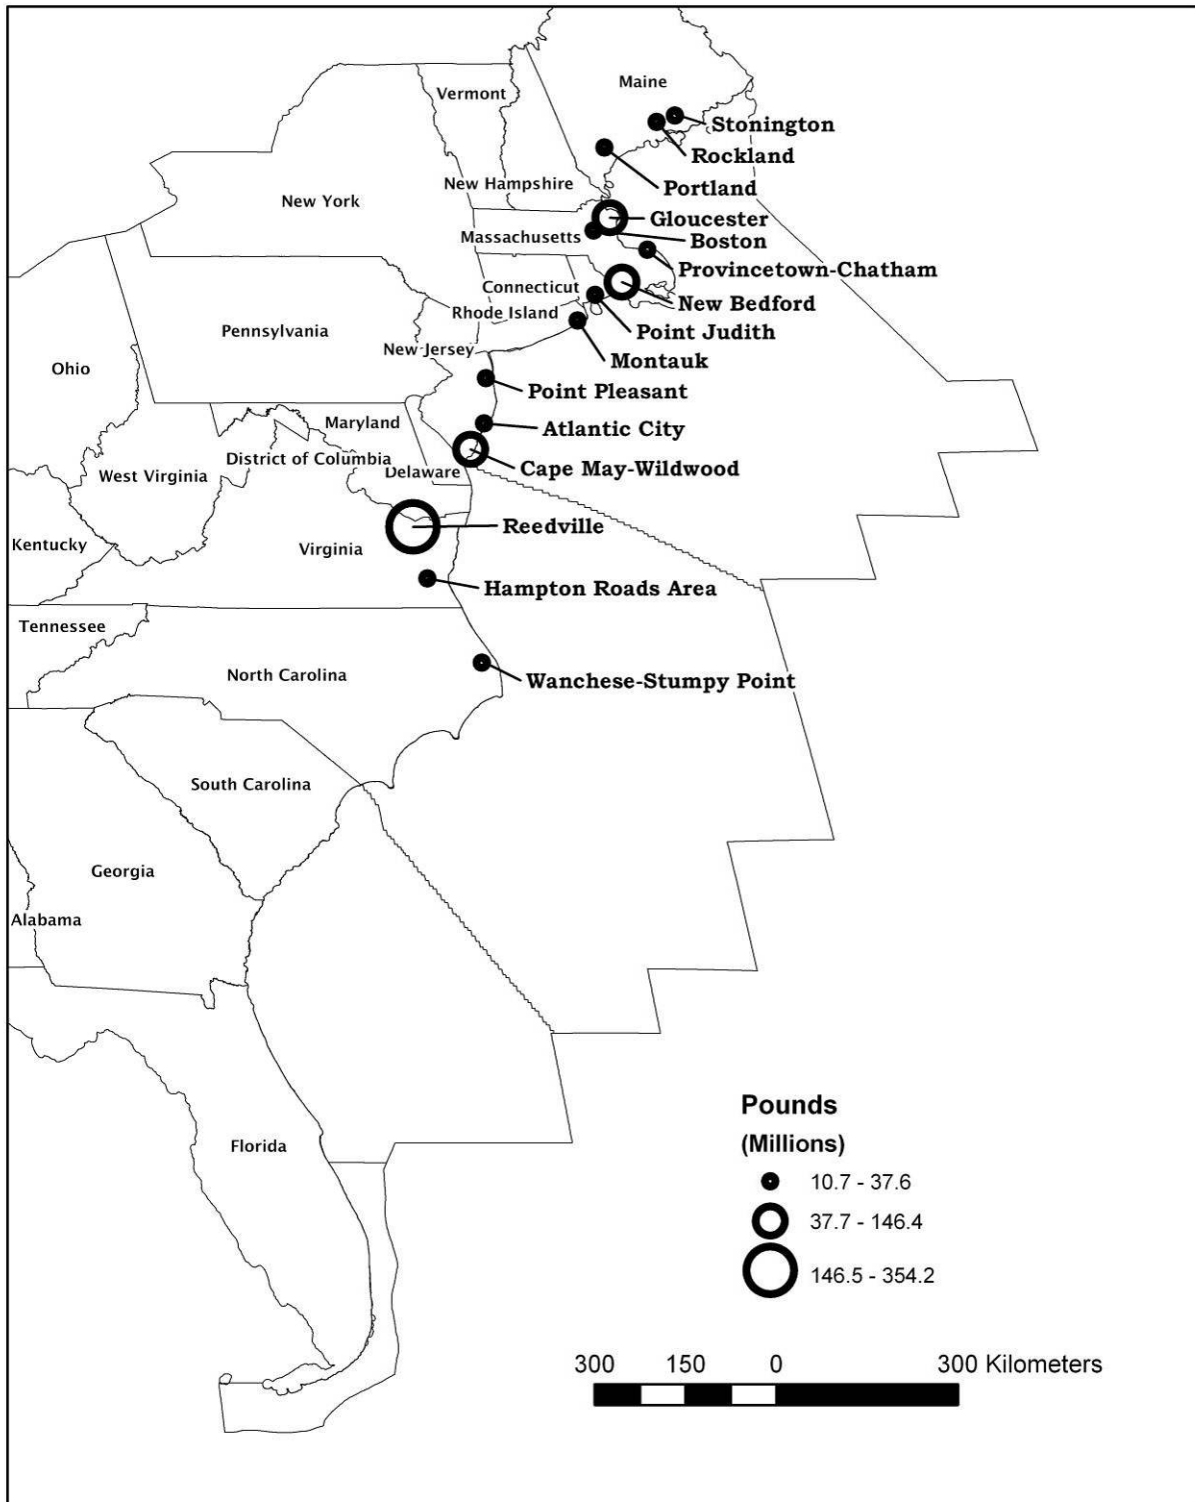 Maine
Vermont
Stonington
Rockland
Portland
New Hampshire
New York
Gloucester
Massachusetts
Boston
Provincetown-Chatham
Connecticut
New Bedford
Rhode Island
Pennsylvania
Point Judith
New Jersey
Montauk
Ohio
Point Pleasant
Maryland
Atlantic City
District of Columbia
Delaware
Cape May-Wildwood
West Virginia
Reedville
Kentucky
Virginia
Hampton Roads Area
Tennessee
North Carolina
Wanchese-Stumpy Point
South Carolina
Georgia
Alabama
Florida
Pounds
(Millions)
10.7 - 37.6
37.7 - 146.4
146.5 - 354.2
300 150 0 300 Kilometers